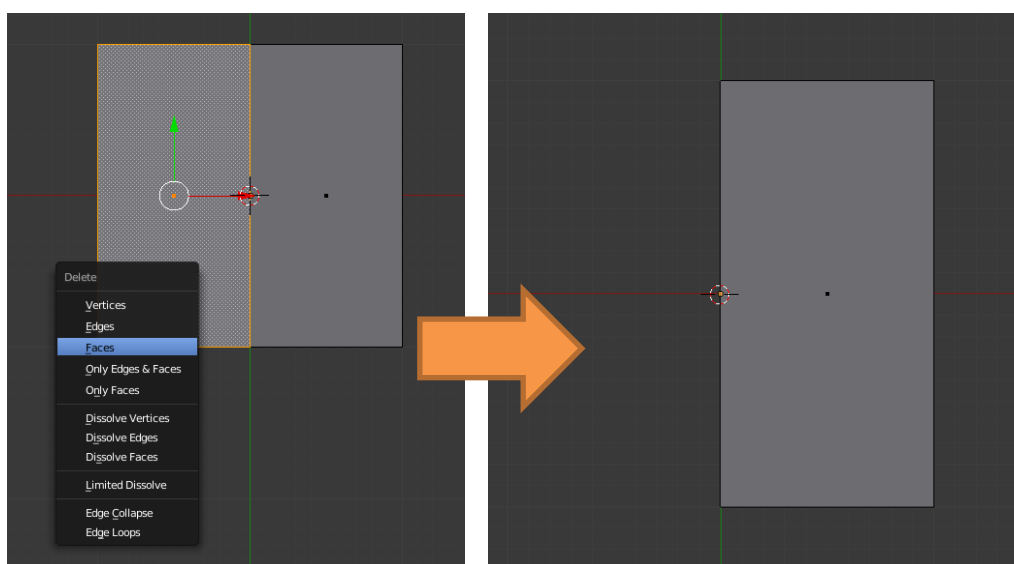 Delete
Vertices
Edges
Faces
Only Edges & Faces
Only Faces
Dissolve Vertices
Dissolve Edges
Dissolve Faces
Limited Dissolve
Edge Collapse
Edge Loops